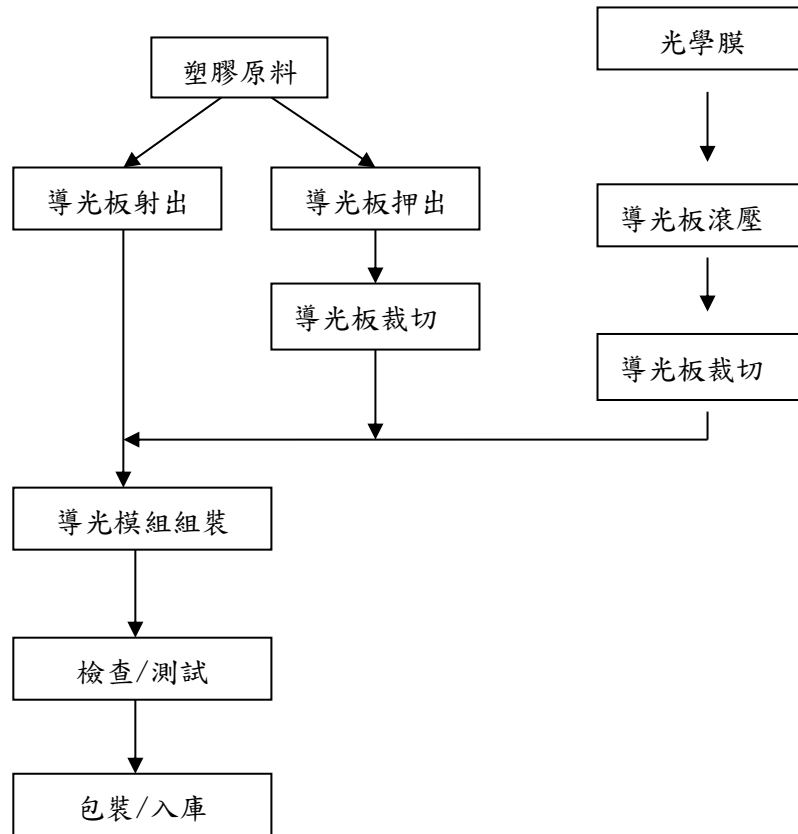 光學膜
塑膠原料
導光板射出
導光板押出
導光板滾壓
導光板裁切
導光板裁切
導光模組組裝
檢查/測試
包裝/入庫